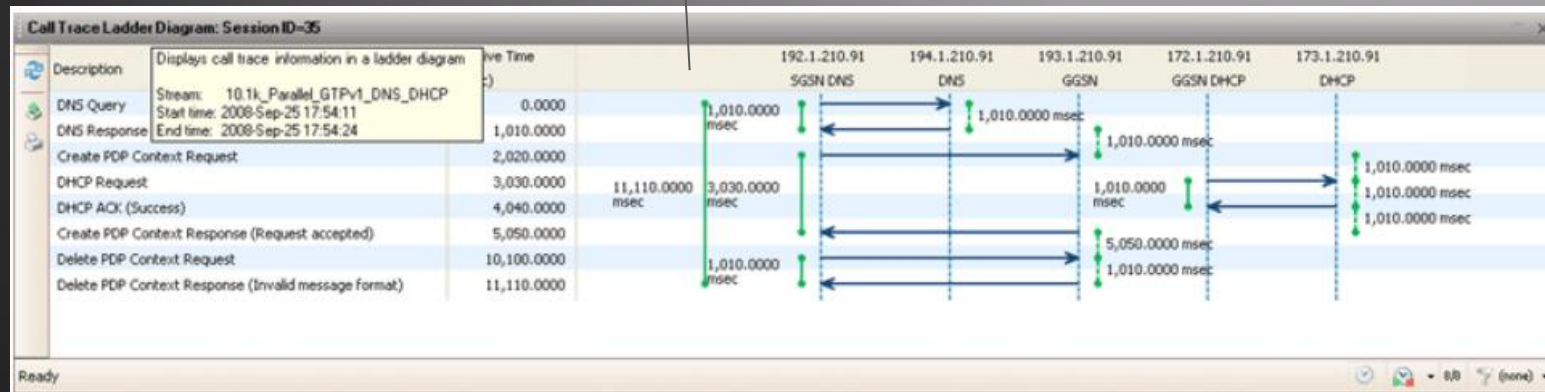 Call Trace Ladder Diagram: Session ID=35
Description
Displays call trace information in a ladder diagram
Stream: 10.1k_Parallel_GTPv1_DNS_DHCP
Start time: 2008-Sep-25 17:54:11
End time: 2008-Sep-25 17:54:24
ive Time
192.1.210.91 194.1.210.91 193.1.210.91 172.1.210.91 173.1.210.91
SGSN DNS DNS GGSN GGSN DHCP DHCP
DNS Query 0.0000
DNS Response 1,010.0000
Create PDP Context Request 2,020.0000
DHCP Request 3,030.0000
DHCP ACK (Success) 4,040.0000
Create PDP Context Response (Request accepted) 5,050.0000
Delete PDP Context Request 10,100.0000
Delete PDP Context Response (Invalid message format) 11,110.0000
11,110.0000
msec
1,010.0000
msec
3,030.0000
msec
1,010.0000
msec
1,010.0000 msec
1,010.0000 msec
5,050.0000 msec
1,010.0000 msec
1,010.0000
msec
1,010.0000 msec
1,010.0000 msec
1,010.0000 msec
Ready
8/8 (none)